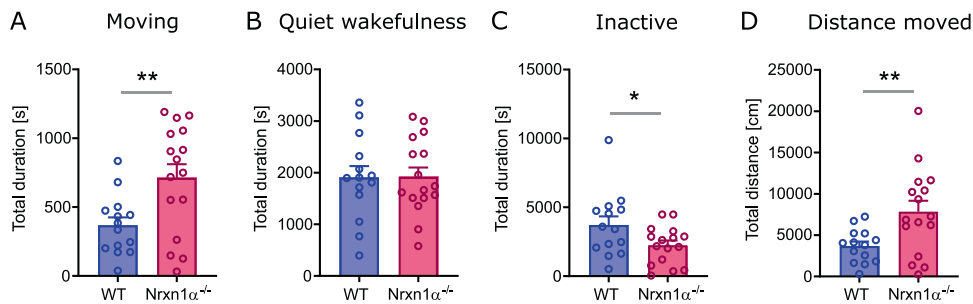 A Moving
Total duration [s]
1500
1000
500
0
**
WT Nrxn1α-/-
B Quiet wakefulness
Total duration [s]
4000
3000
2000
1000
0
WT Nrxn1α-/-
C Inactive
Total duration [s]
15000
10000
5000
0
*
WT Nrxn1α-/-
D Distance moved
Total distance [cm]
25000
20000
15000
10000
5000
0
**
WT Nrxn1α-/-